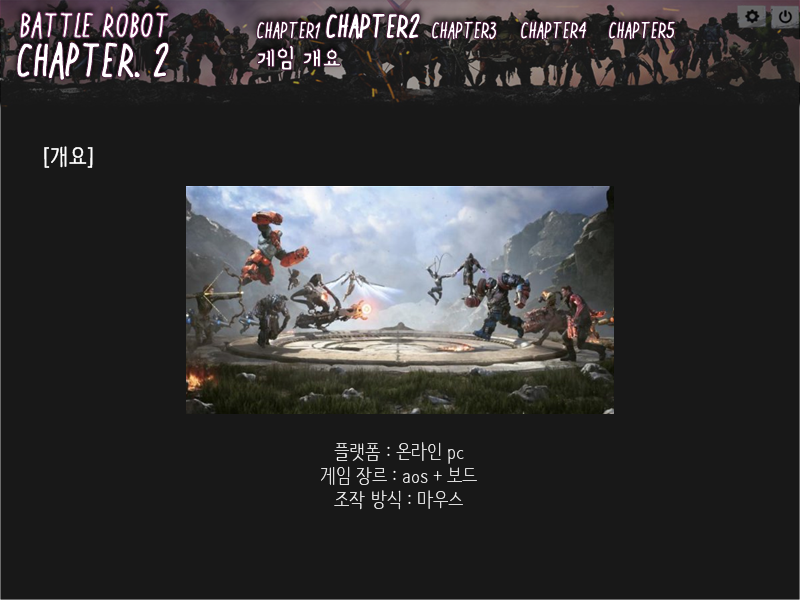 BATTLE ROBOT
CHAPTER. 2
CHAPTER1 CHAPTER2 CHAPTER3 CHAPTER4 CHAPTER5
게임 개요
[개요]
플랫폼 : 온라인 pc
게임 장르 : aos + 보드
조작 방식 : 마우스